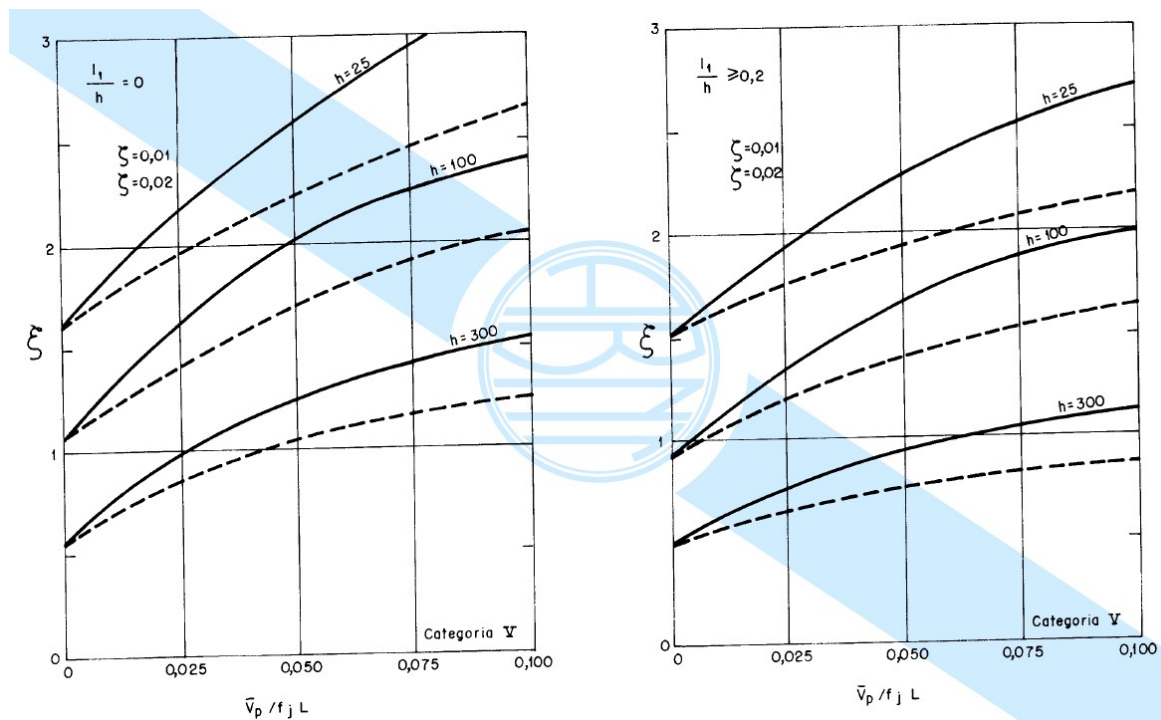 3
l₁/h = 0
h=25
ζ=0,01
ζ=0,02
h=100
2
ξ
h=300
1
Categoria V
0
0 0,025 0,050 0,075 0,100
V̄p / fj L
3
l₁/h ≥0,2
h=25
ζ=0,01
ζ=0,02
2
h=100
ξ
1
h=300
Categoria V
0
0 0,025 0,050 0,075 0,100
V̄p / fj L
ABNT